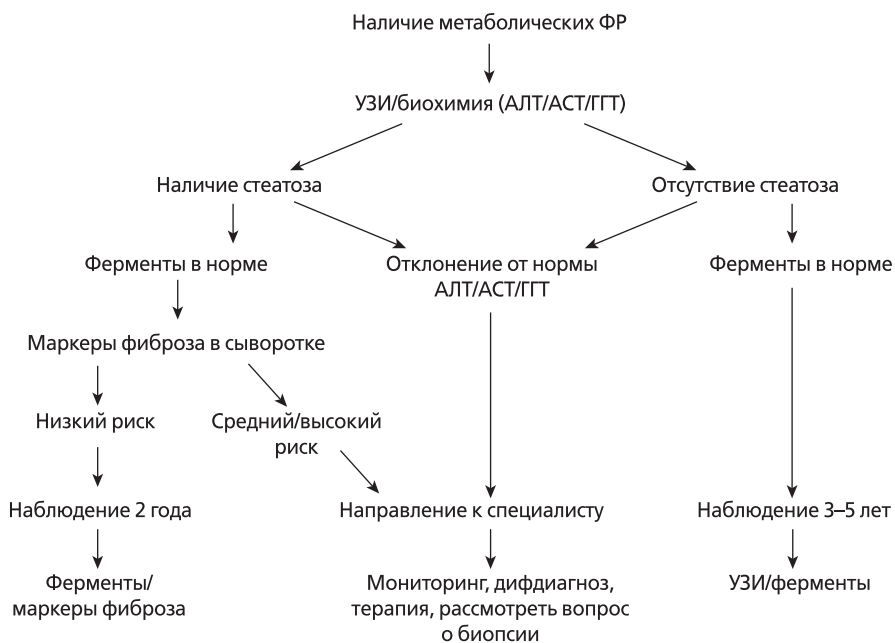 Наличие метаболических ФР
УЗИ/биохимия (АЛТ/АСТ/ГГТ)
Наличие стеатоза
Отсутствие стеатоза
Ферменты в норме
Отклонение от нормы
АЛТ/АСТ/ГГТ
Ферменты в норме
Маркеры фиброза в сыворотке
Низкий риск
Средний/высокий
риск
Наблюдение 2 года
Направление к специалисту
Наблюдение 3–5 лет
Ферменты/
маркеры фиброза
Мониторинг, дифдиагноз,
терапия, рассмотреть вопрос
о биопсии
УЗИ/ферменты